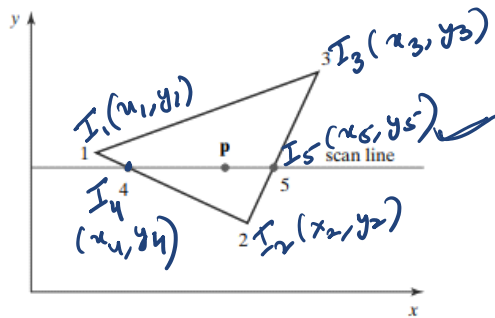 y
3 I₃(x₃, y₃)
I₁(x₁, y₁)
1
P
I₅ (x₅, y₅)
scan line
4
5
I₄
(x₄, y₄)
2 I₂(x₂, y₂)
x